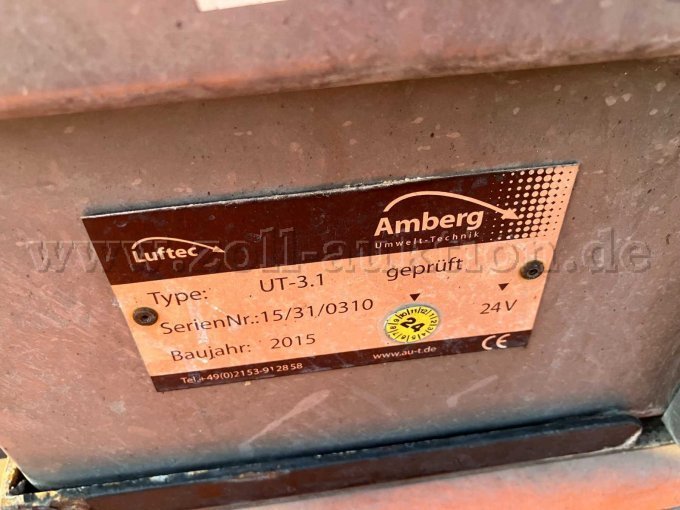 Luftec
Amberg
Umwelt-Technik
Type: UT-3.1 geprüft
SerienNr.:15/31/0310 24V
Baujahr: 2015
24
Tel.+49(0)2153-912858 www.au-t.de CE
www.zoll-auktion.de